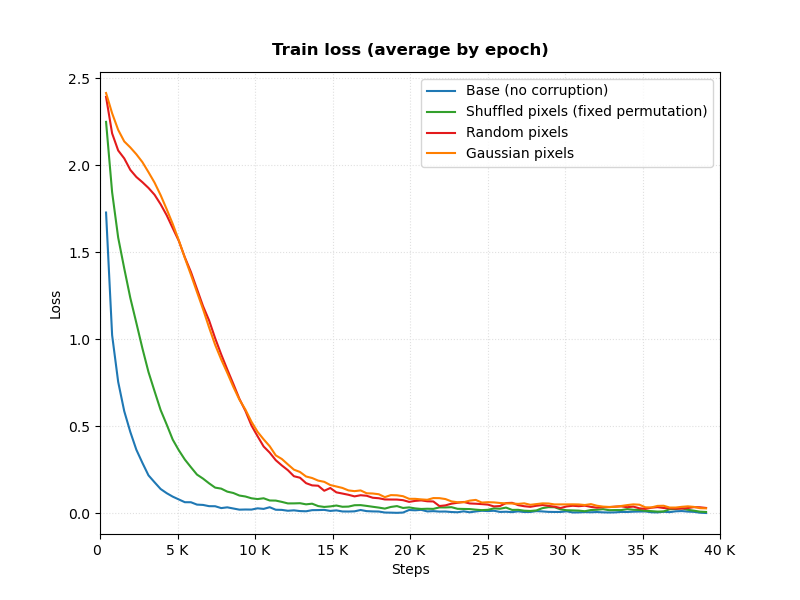 Train loss (average by epoch)
Base (no corruption)
Shuffled pixels (fixed permutation)
Random pixels
Gaussian pixels
Loss
2.5
2.0
1.5
1.0
0.5
0.0
0 5 K 10 K 15 K 20 K 25 K 30 K 35 K 40 K
Steps